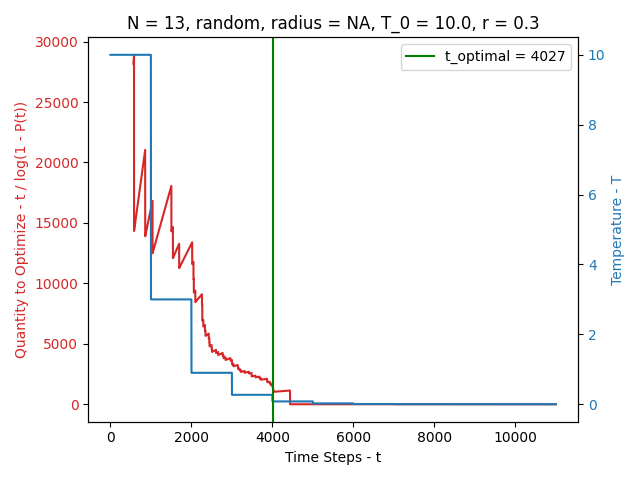 N = 13, random, radius = NA, T_0 = 10.0, r = 0.3
t_optimal = 4027
Quantity to Optimize - t / log(1 - P(t))
30000
25000
20000
15000
10000
5000
0
Temperature - T
10
8
6
4
2
0
0 2000 4000 6000 8000 10000
Time Steps - t